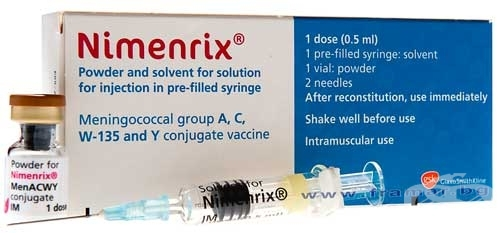 Nimenrix®
Powder and solvent for solution
for injection in pre-filled syringe
Meningococcal group A, C,
W-135 and Y conjugate vaccine
1 dose (0.5 ml)
1 pre-filled syringe: solvent
1 vial: powder
2 needles
After reconstitution, use immediately
Shake well before use
Intramuscular use
gsk GlaxoSmithKline
Powder for
Nimenrix®
MenACWY
conjugate
IM 1 dose
Solvent for
Nimenrix®
IM
www.framar.bg